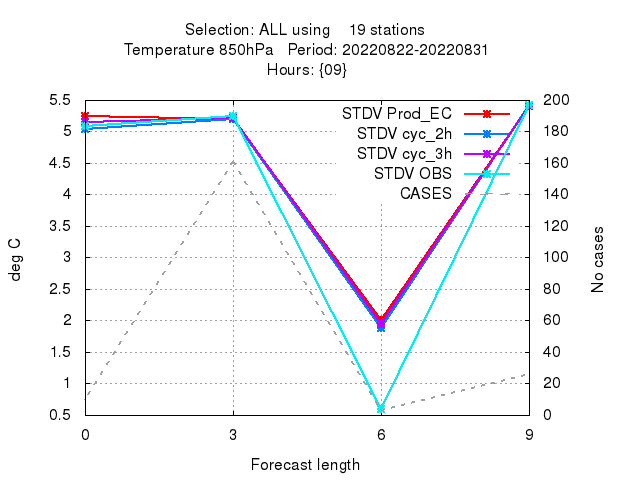 Selection: ALL using 19 stations
Temperature 850hPa Period: 20220822-20220831
Hours: {09}
STDV Prod_EC
STDV cyc_2h
STDV cyc_3h
STDV OBS
CASES
5.5
5
4.5
4
3.5
3
2.5
2
1.5
1
0.5
deg C
200
180
160
140
120
100
80
60
40
20
0
No cases
0 3 6 9
Forecast length